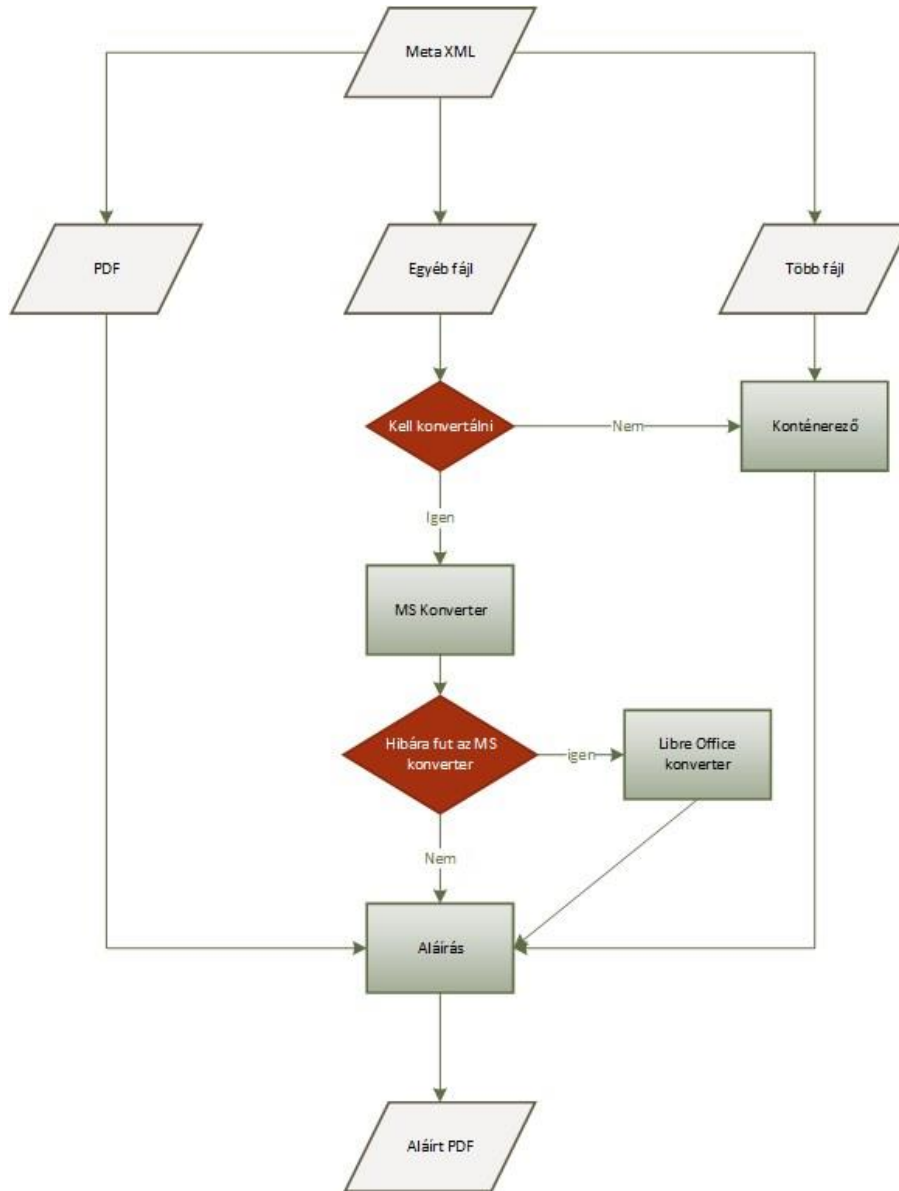 Meta XML
PDF
Egyéb fájl
Több fájl
Kell konvertálni
Nem
Konténerező
Igen
MS Konverter
Hibára fut az MS
konverter
igen
Libre Office
konverter
Nem
Aláírás
Aláírt PDF